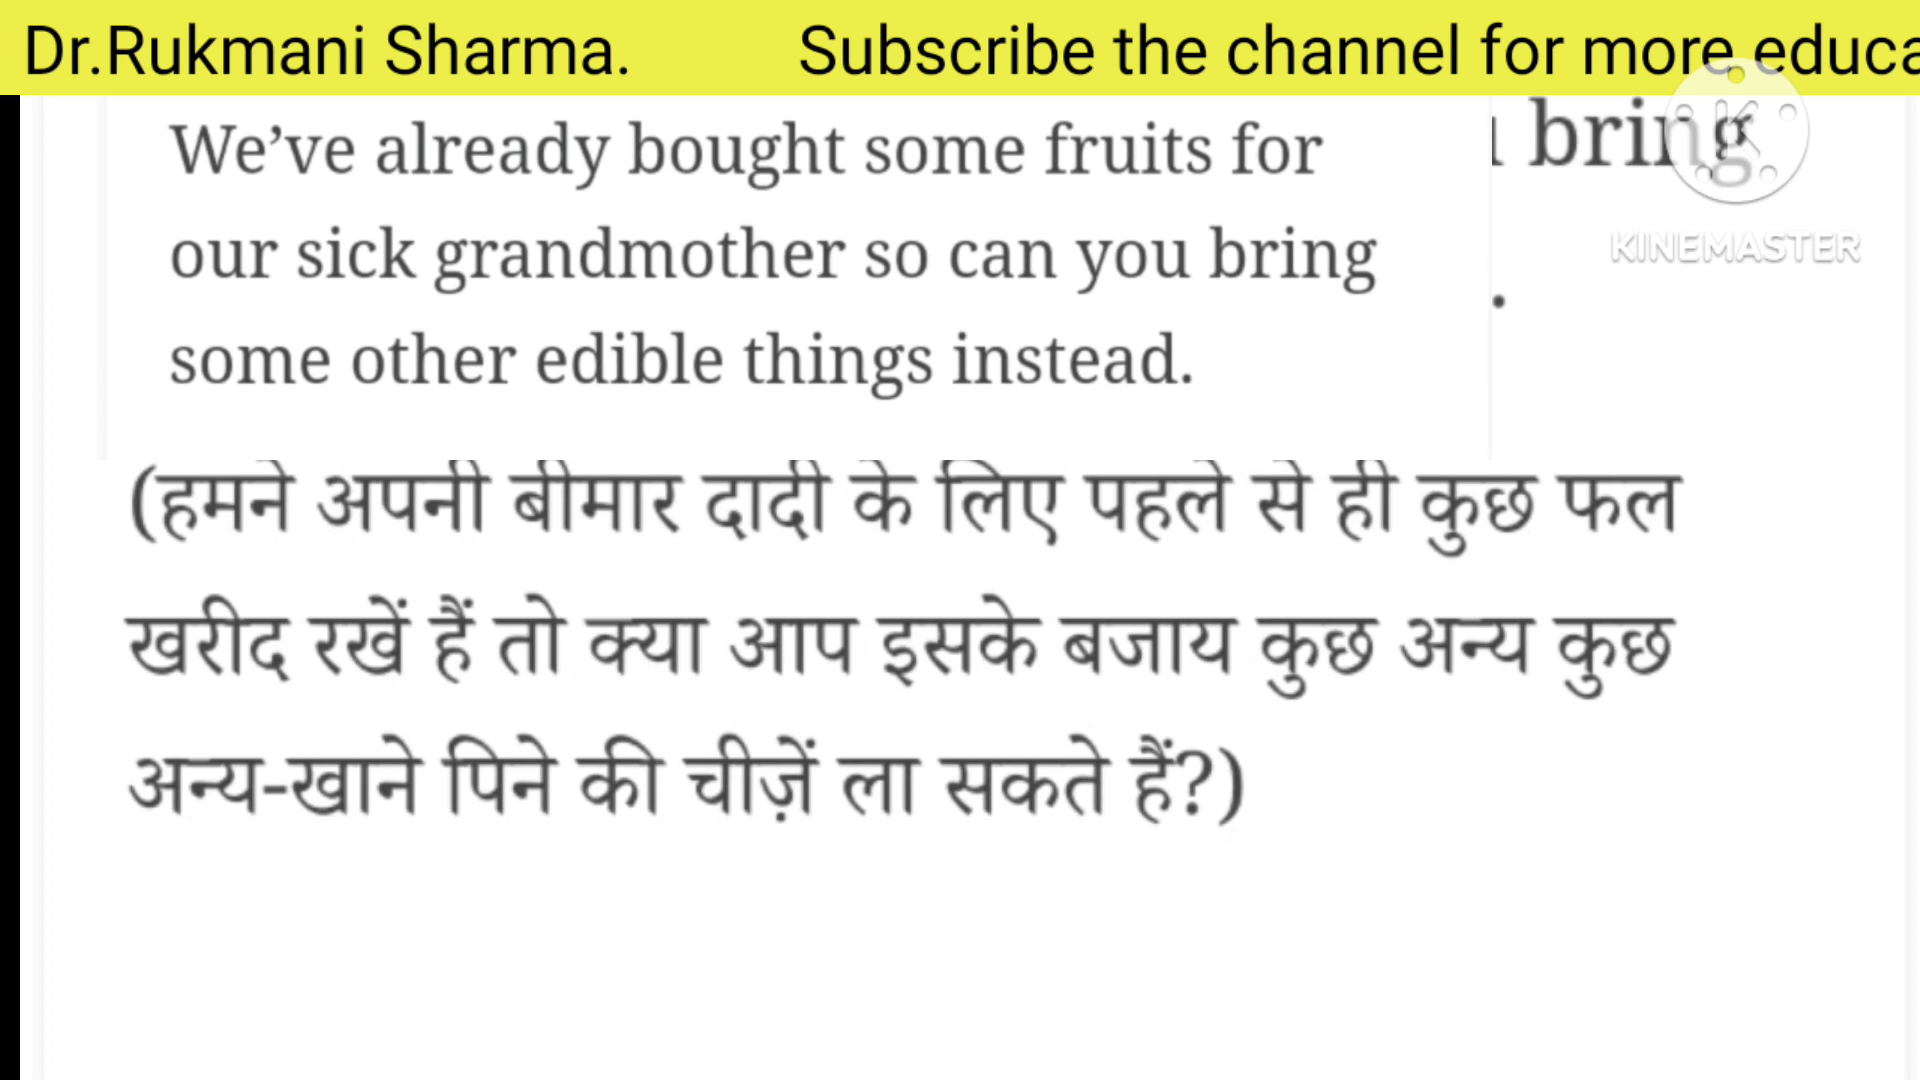 Dr.Rukmani Sharma. Subscribe the channel for more educa
We’ve already bought some fruits for
bring
our sick grandmother so can you bring
KINEMASTER
some other edible things instead.
(हमने अपनी बीमार दादी के लिए पहले से ही कुछ फल
खरीद रखें हैं तो क्या आप इसके बजाय कुछ अन्य कुछ
अन्य-खाने पिने की चीज़ें ला सकते हैं?)